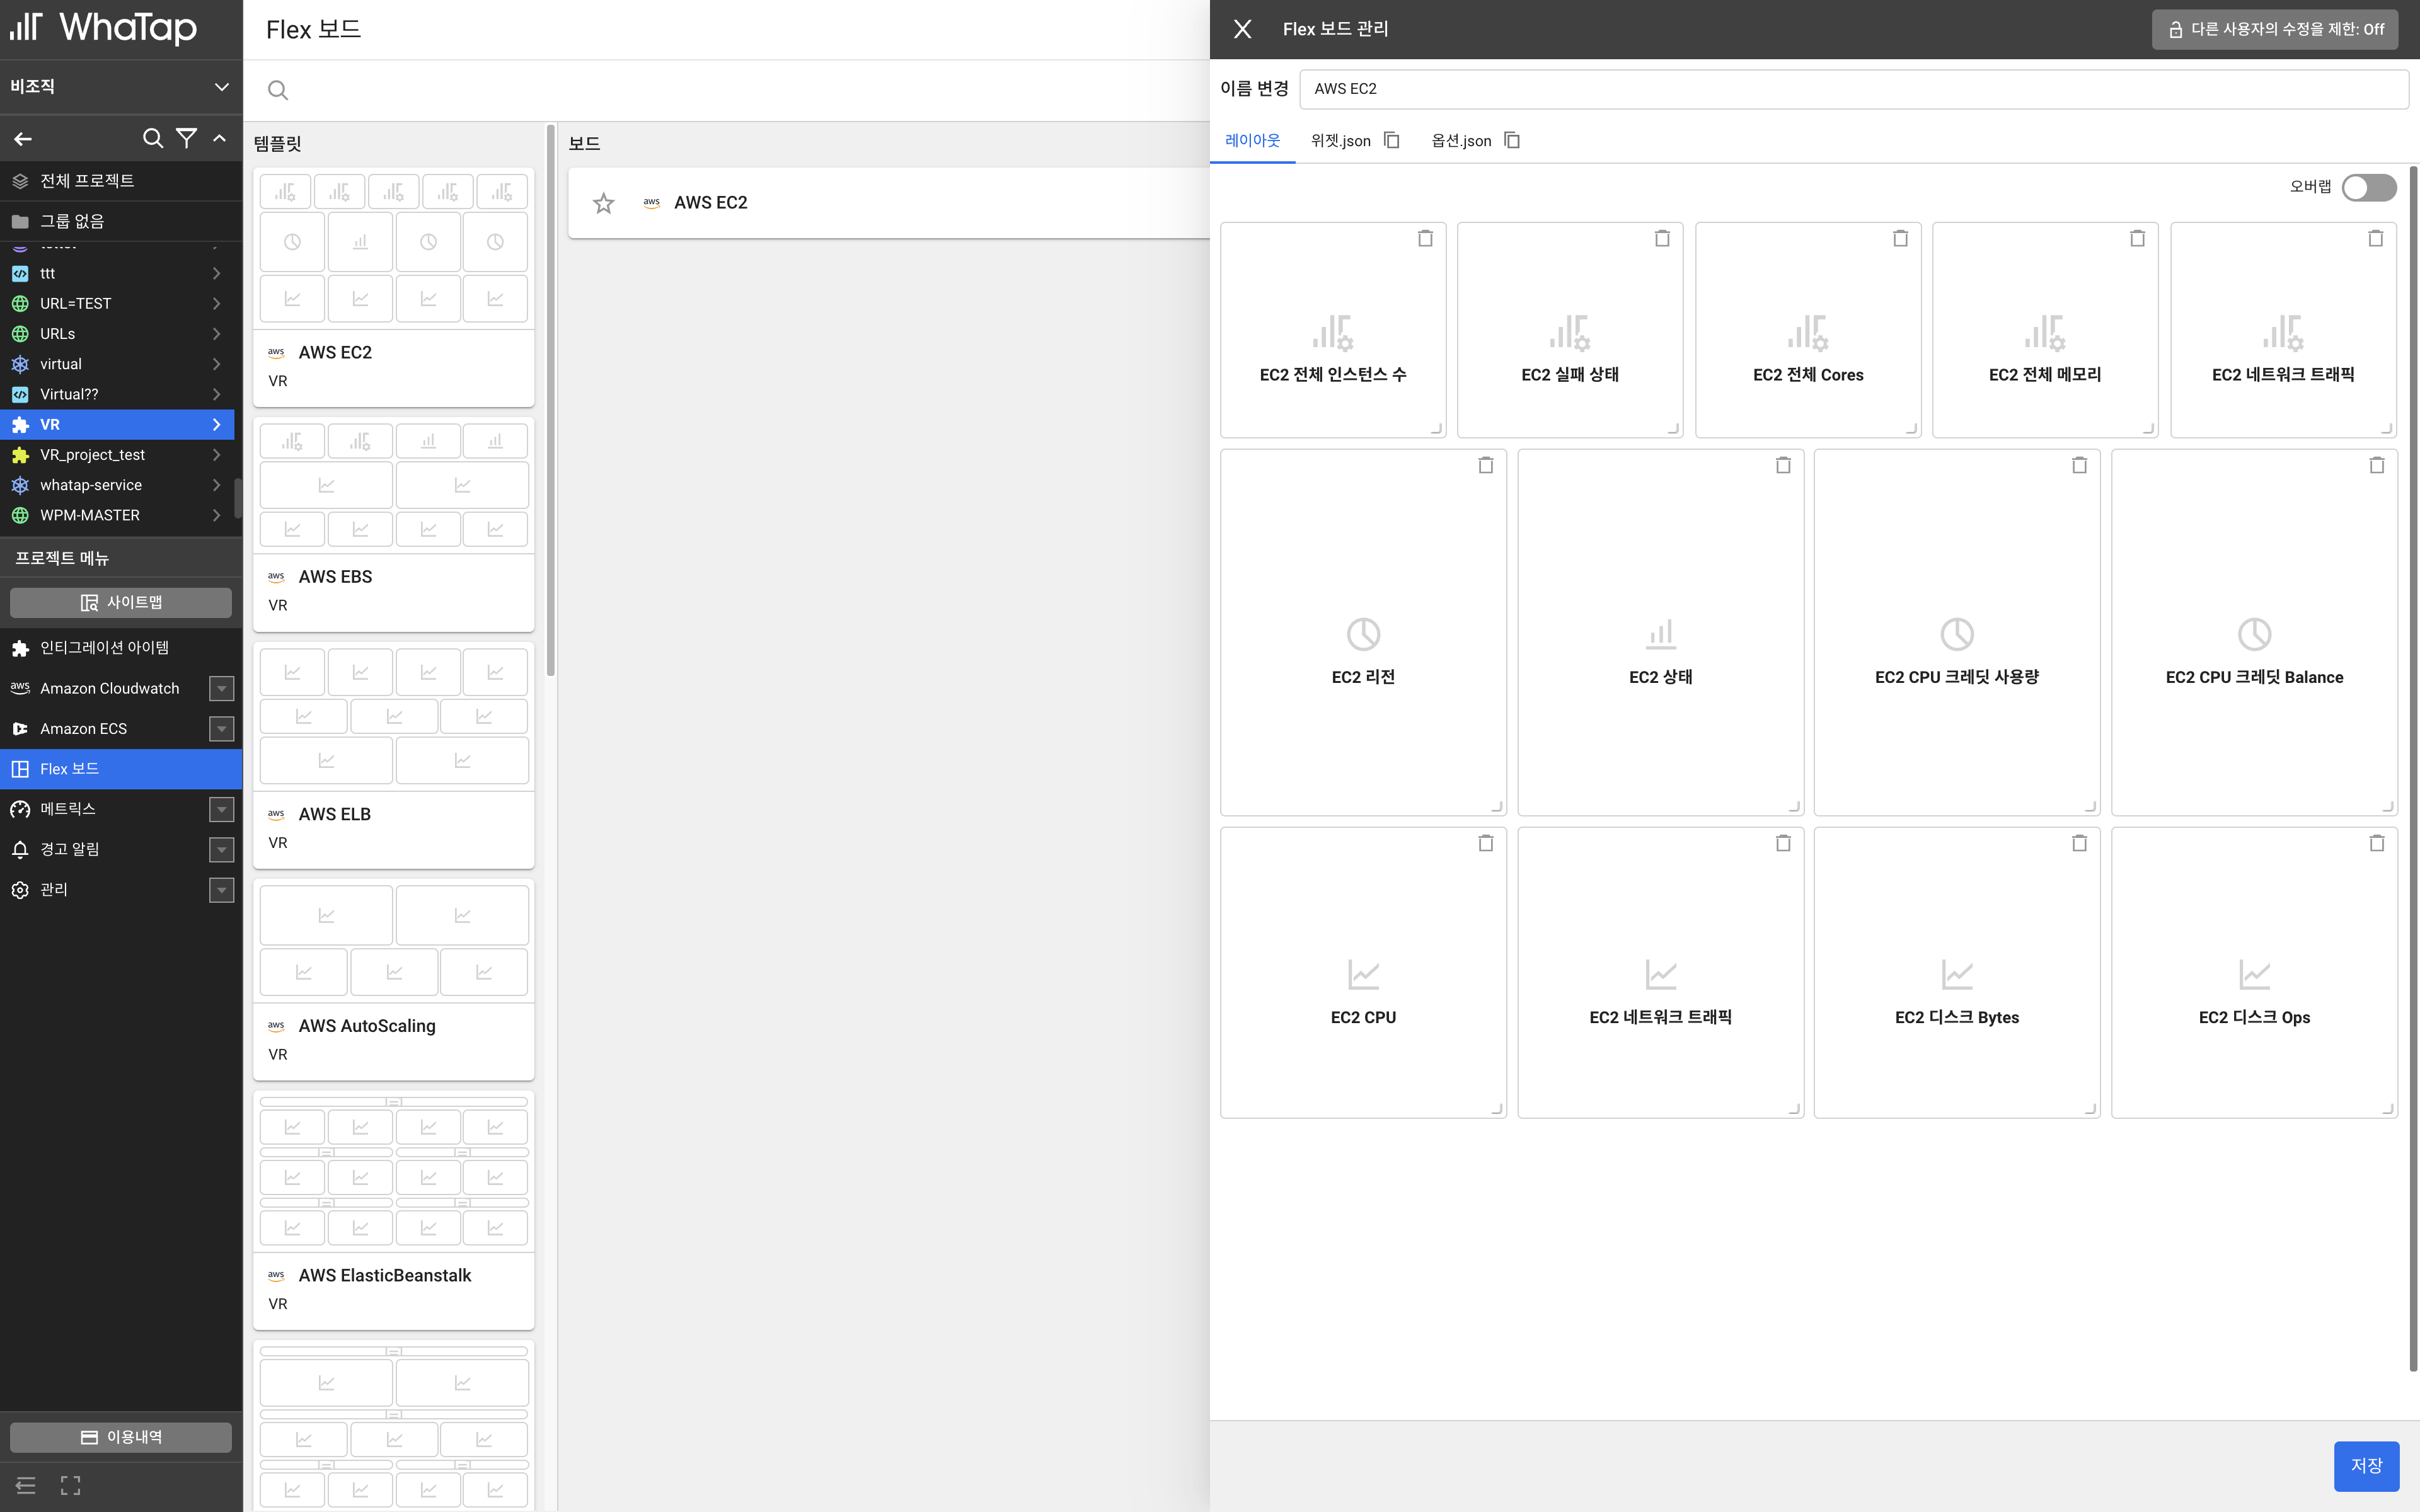 WhaTap
비조직
전체 프로젝트
그룹 없음
ttt
URL=TEST
URLs
virtual
Virtual??
VR
VR_project_test
whatap-service
WPM-MASTER
프로젝트 메뉴
사이트맵
인티그레이션 아이템
aws Amazon Cloudwatch
Amazon ECS
Flex 보드
메트릭스
경고 알림
관리
이용내역
Flex 보드
템플릿
aws AWS EC2
VR
aws AWS EBS
VR
aws AWS ELB
VR
aws AWS AutoScaling
VR
aws AWS ElasticBeanstalk
VR
보드
aws AWS EC2
Flex 보드 관리
다른 사용자의 수정을 제한: Off
이름 변경 AWS EC2
레이아웃 위젯.json 옵션.json
오버랩
EC2 전체 인스턴스 수
EC2 실패 상태
EC2 전체 Cores
EC2 전체 메모리
EC2 네트워크 트래픽
EC2 리전
EC2 상태
EC2 CPU 크레딧 사용량
EC2 CPU 크레딧 Balance
EC2 CPU
EC2 네트워크 트래픽
EC2 디스크 Bytes
EC2 디스크 Ops
저장